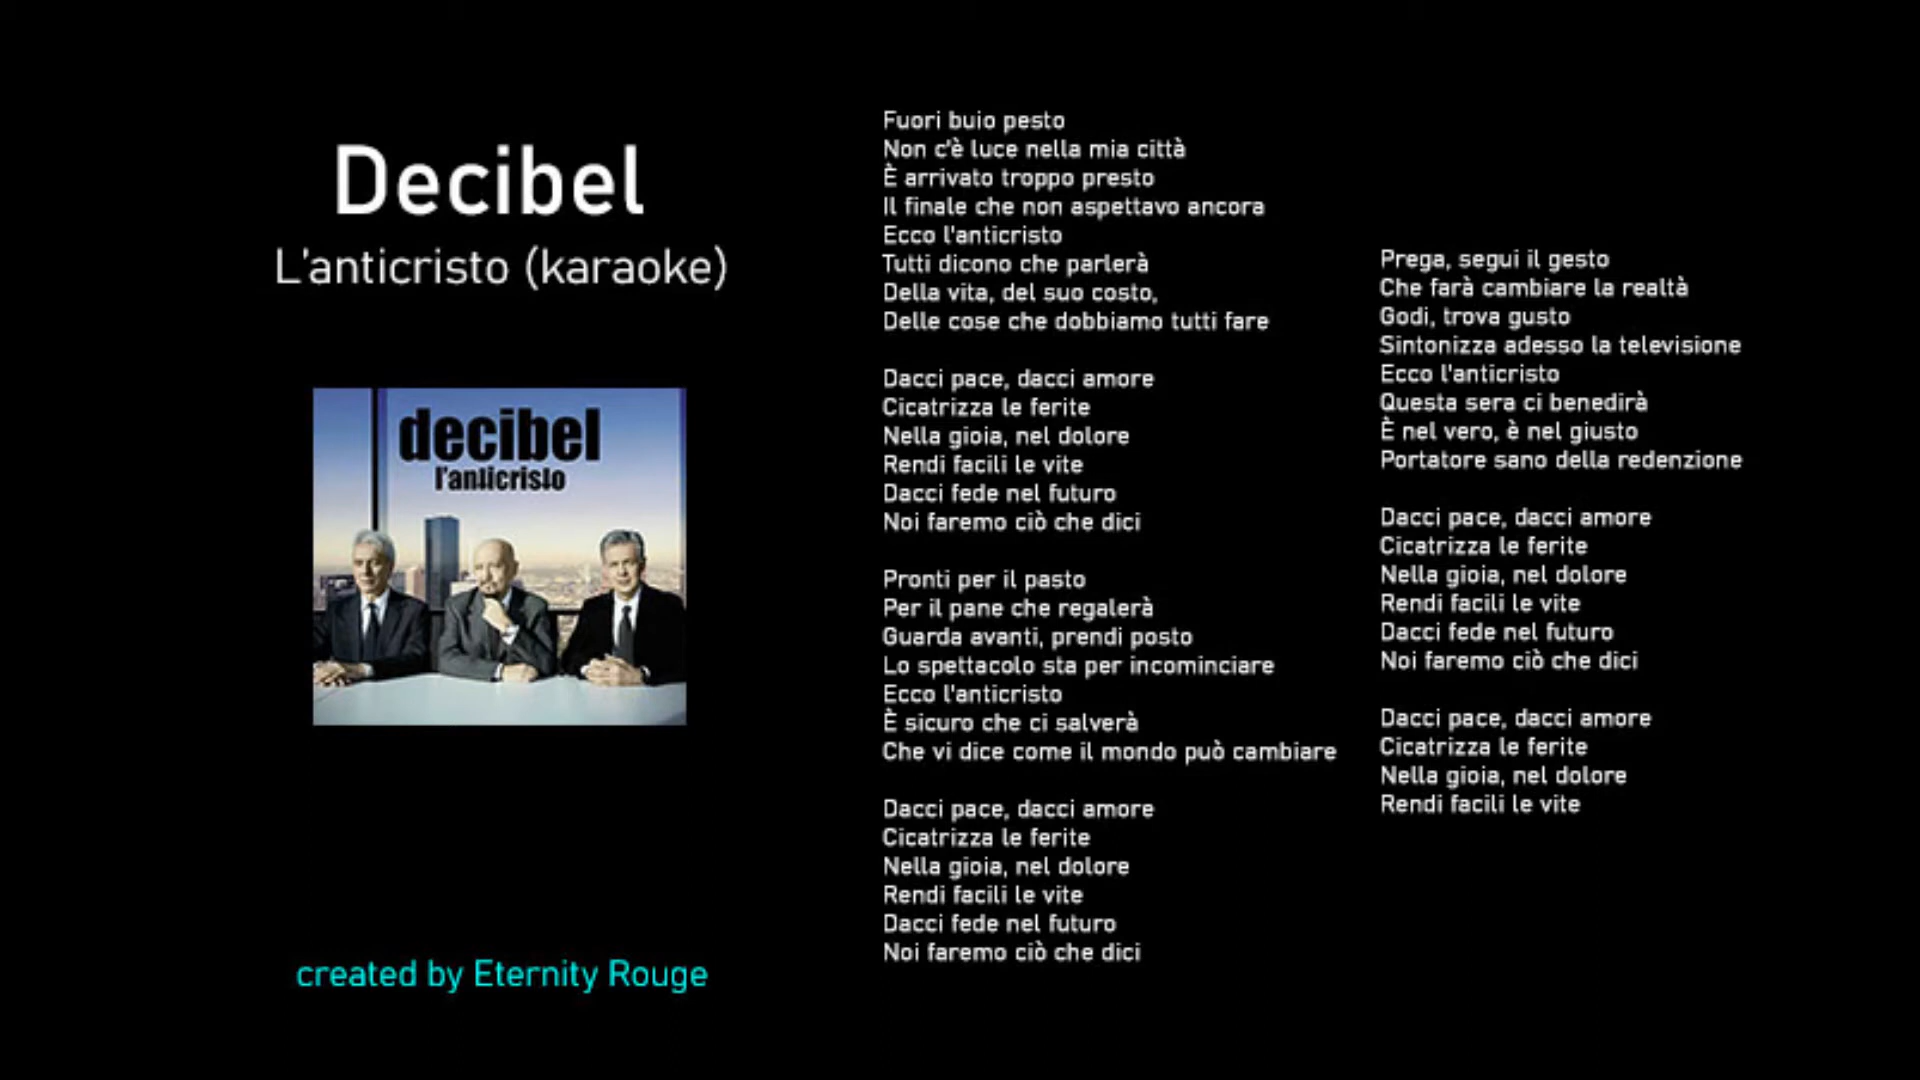 Decibel
L'anticristo (karaoke)
decibel
l'anticristo
created by Eternity Rouge
Fuori buio pesto
Non c'è luce nella mia città
È arrivato troppo presto
Il finale che non aspettavo ancora
Ecco l'anticristo
Tutti dicono che parlerà
Della vita, del suo costo,
Delle cose che dobbiamo tutti fare
Dacci pace, dacci amore
Cicatrizza le ferite
Nella gioia, nel dolore
Rendi facili le vite
Dacci fede nel futuro
Noi faremo ciò che dici
Pronti per il pasto
Per il pane che regalerà
Guarda avanti, prendi posto
Lo spettacolo sta per incominciare
Ecco l'anticristo
È sicuro che ci salverà
Che vi dice come il mondo può cambiare
Dacci pace, dacci amore
Cicatrizza le ferite
Nella gioia, nel dolore
Rendi facili le vite
Dacci fede nel futuro
Noi faremo ciò che dici
Prega, segui il gesto
Che farà cambiare la realtà
Godi, trova gusto
Sintonizza adesso la televisione
Ecco l'anticristo
Questa sera ci benedirà
È nel vero, è nel giusto
Portatore sano della redenzione
Dacci pace, dacci amore
Cicatrizza le ferite
Nella gioia, nel dolore
Rendi facili le vite
Dacci fede nel futuro
Noi faremo ciò che dici
Dacci pace, dacci amore
Cicatrizza le ferite
Nella gioia, nel dolore
Rendi facili le vite